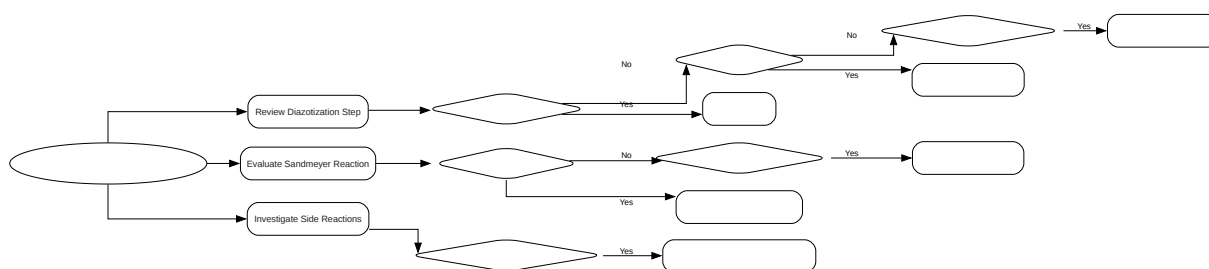 Yes
No
No
Yes
Yes
Review Diazotization Step
No
Yes
Evaluate Sandmeyer Reaction
Yes
Investigate Side Reactions
Yes